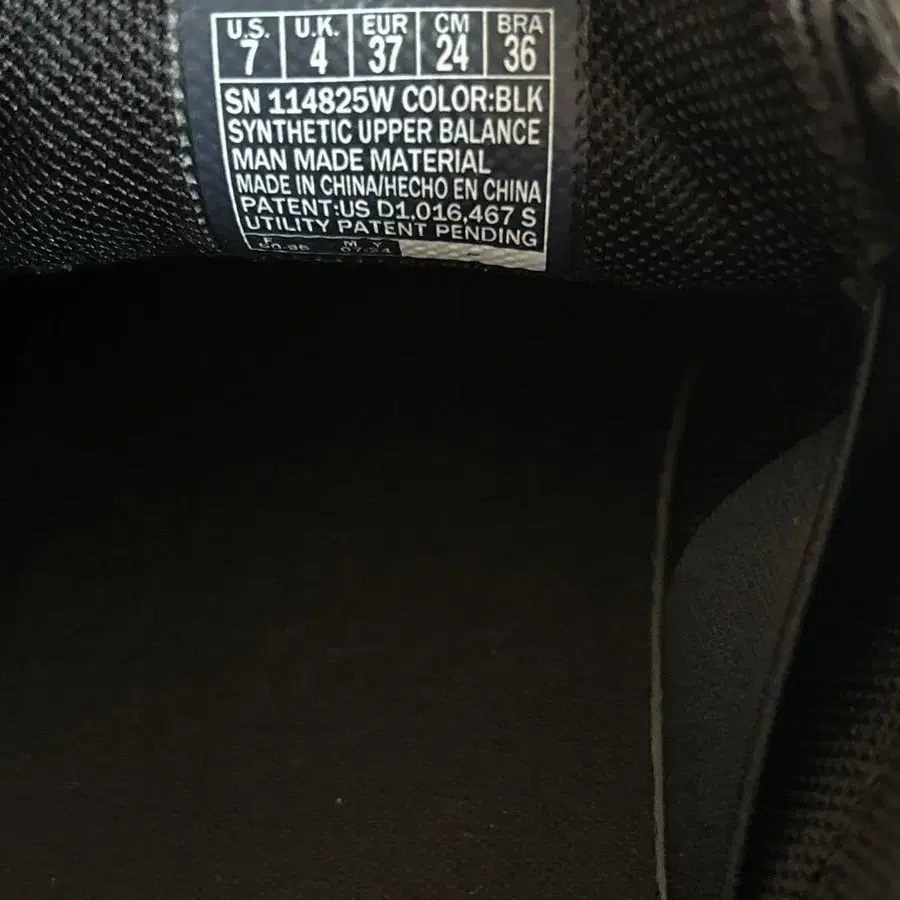 U.S. U.K. EUR CM BRA
7 4 37 24 36
SN 114825W COLOR:BLK
SYNTHETIC UPPER BALANCE
MAN MADE MATERIAL
MADE IN CHINA/HECHO EN CHINA
PATENT:US D1,016,467 S
UTILITY PATENT PENDING
F M Y